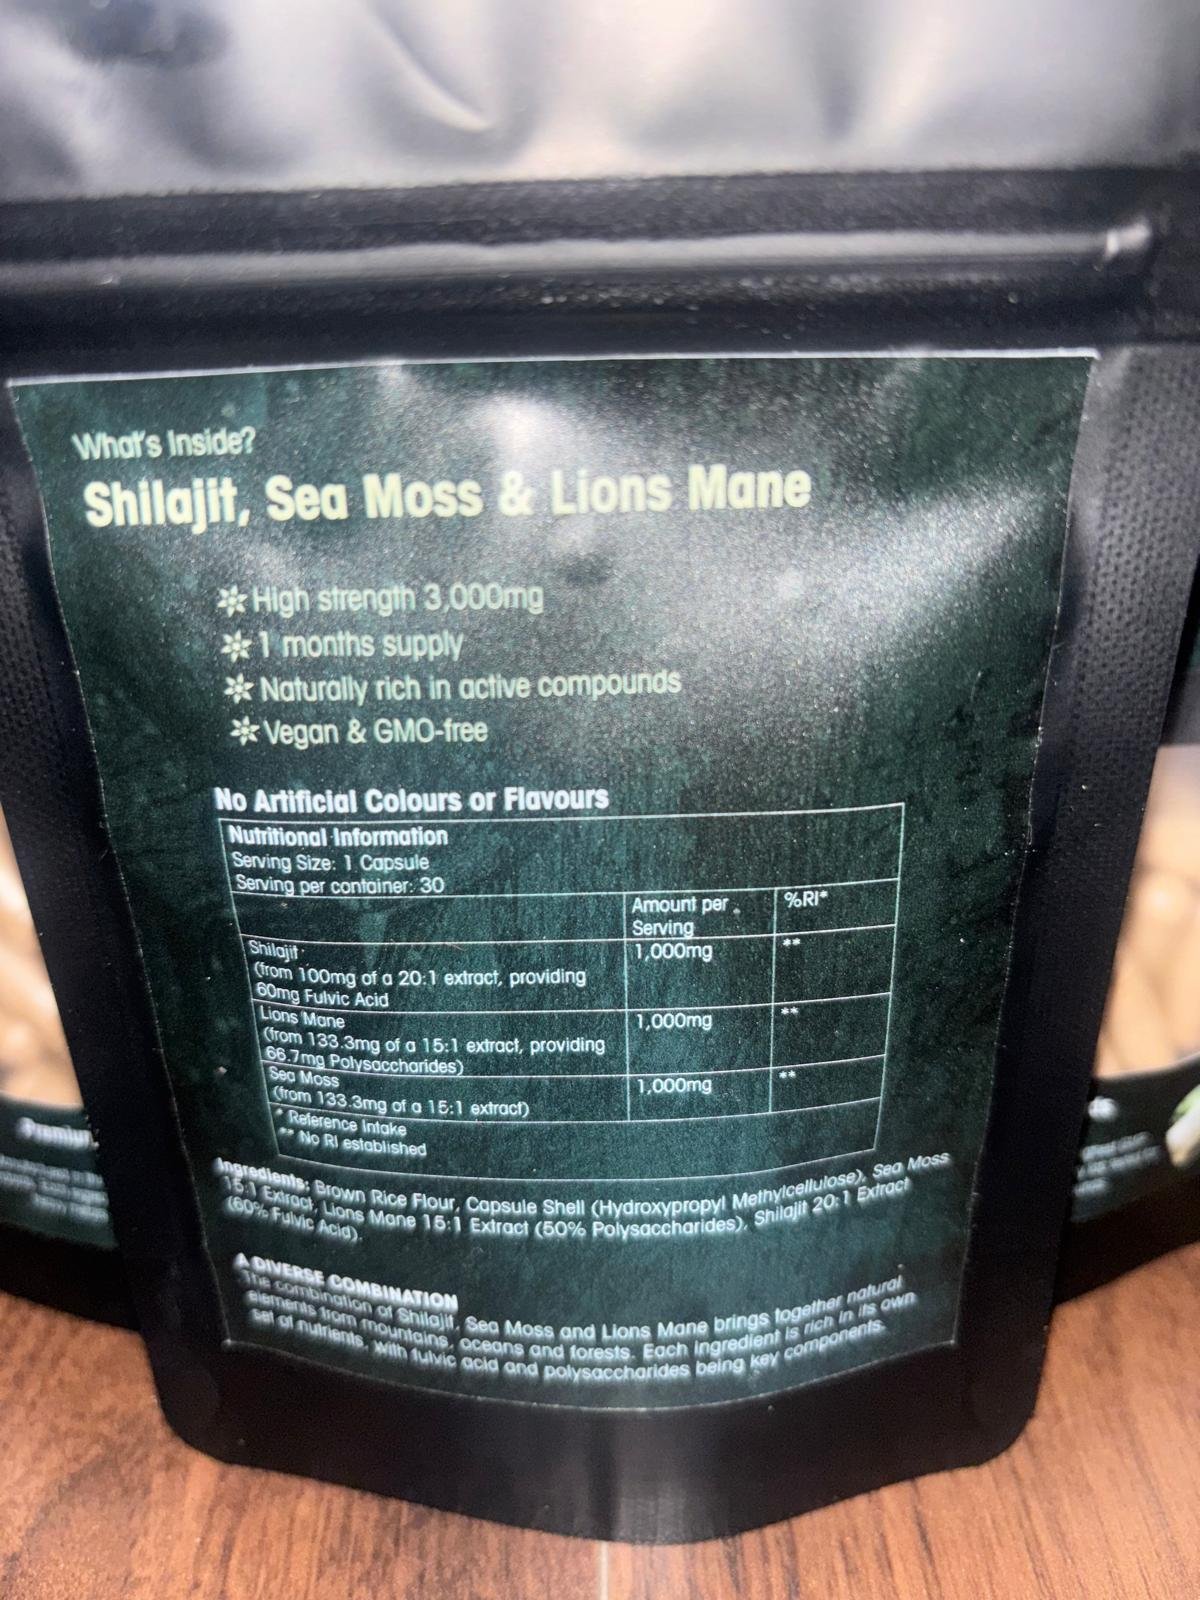 What's Inside?
Shilajit, Sea Moss & Lions Mane
High strength 3,000mg
1 months supply
Naturally rich in active compounds
Vegan & GMO-free
No Artificial Colours or Flavours
Nutritional Information
Serving Size: 1 Capsule
Serving per container: 30
Amount per
Serving
%RI*
Shilajit
(from 100mg of a 20:1 extract, providing
60mg Fulvic Acid
1,000mg
**
Lions Mane
(from 133.3mg of a 15:1 extract, providing
66.7mg Polysaccharides)
1,000mg
**
Sea Moss
(from 133.3mg of a 15:1 extract)
1,000mg
**
* Reference Intake
** No RI established
Ingredients: Brown Rice Flour, Capsule Shell (Hydroxypropyl Methylcellulose), Sea Moss
15:1 Extract, Lions Mane 15:1 Extract (50% Polysaccharides), Shilajit 20:1 Extract
(60% Fulvic Acid).
A DIVERSE COMBINATION
The combination of Shilajit, Sea Moss and Lions Mane brings together natural
elements from mountains, oceans and forests. Each ingredient is rich in its own
set of nutrients, with fulvic acid and polysaccharides being key components.